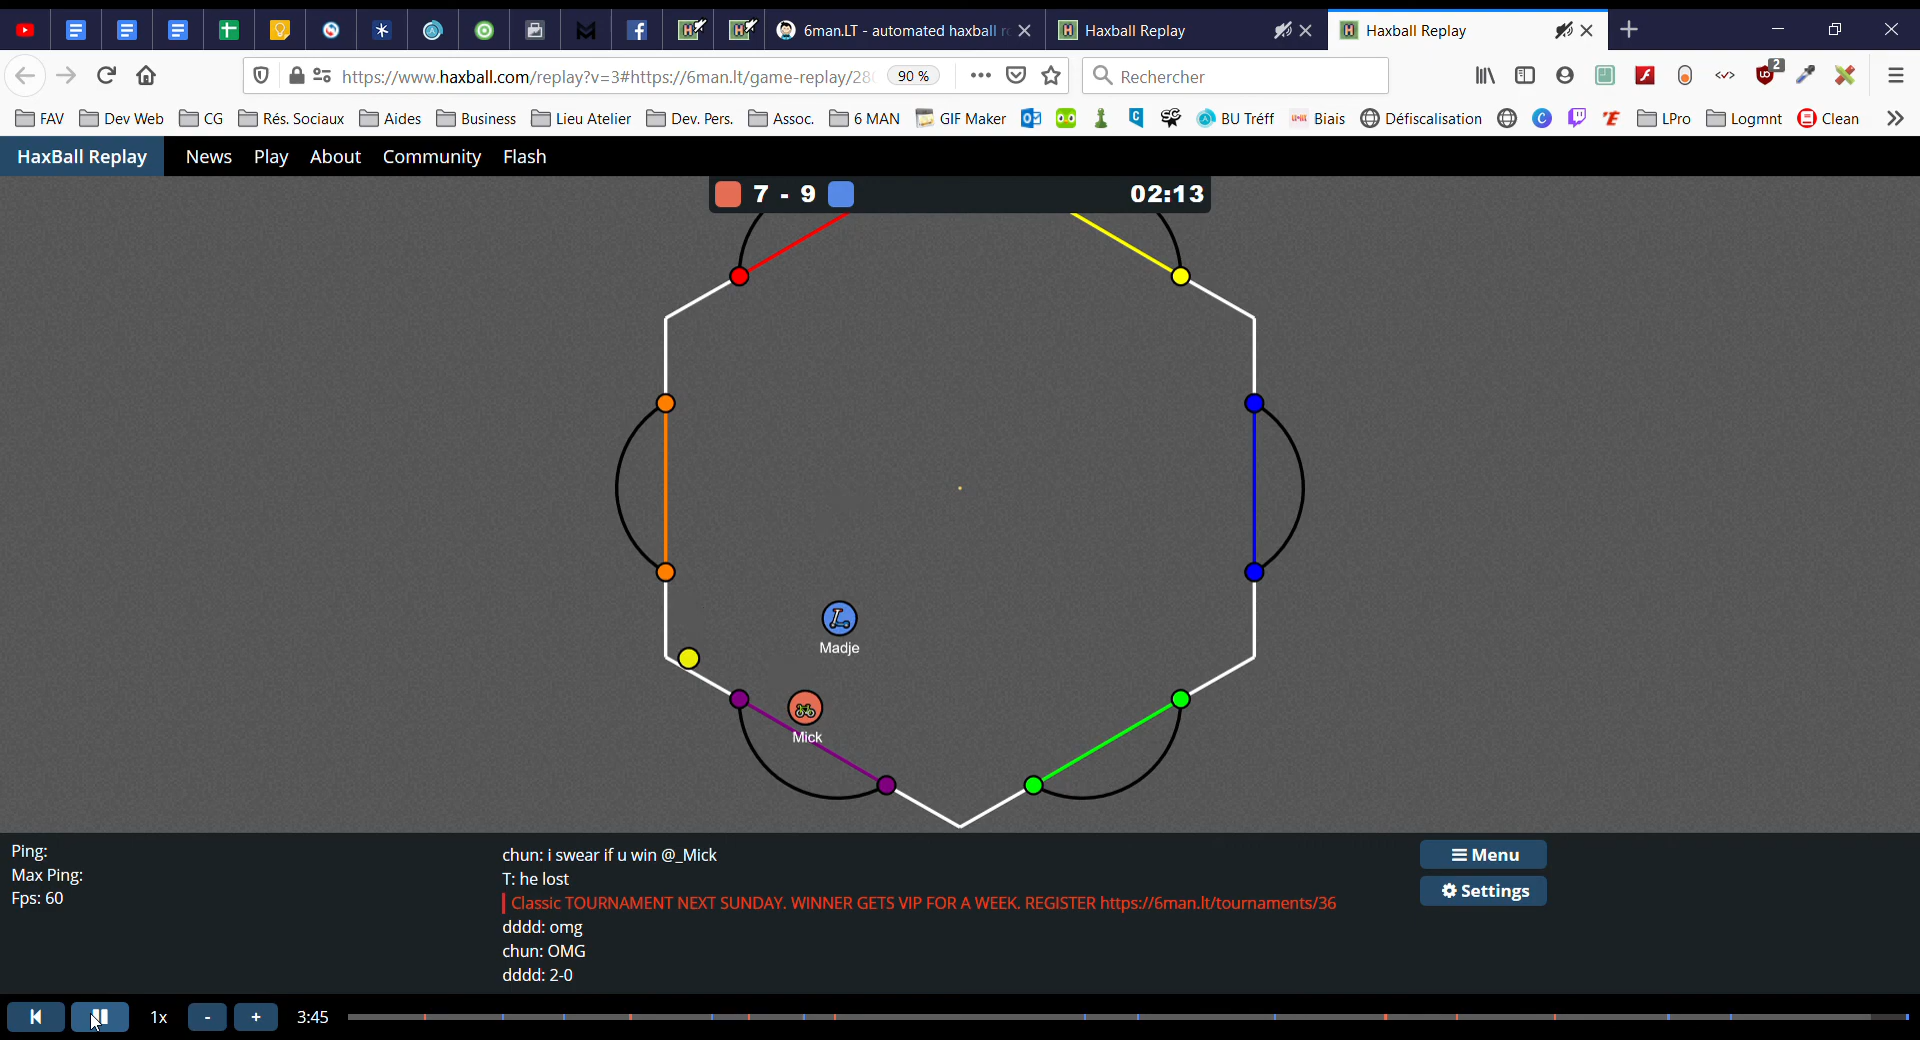 6man.LT - automated haxball r
Haxball Replay
Haxball Replay
https://www.haxball.com/replay?v=3#https://6man.lt/game-replay/28
90 %
Rechercher
2
FAV
Dev Web
CG
Rés. Sociaux
Aides
Business
Lieu Atelier
Dev. Pers.
Assoc.
6 MAN
GIF Maker
BU Tréff
Biais
Défiscalisation
LPro
Logmnt
Clean
HaxBall Replay
News
Play
About
Community
Flash
7 - 9
02:13
Madje
Mick
Ping:
Max Ping:
Fps: 60
chun: i swear if u win @_Mick
T: he lost
Classic TOURNAMENT NEXT SUNDAY. WINNER GETS VIP FOR A WEEK. REGISTER https://6man.lt/tournaments/36
dddd: omg
chun: OMG
dddd: 2-0
Menu
Settings
1x
-
+
3:45